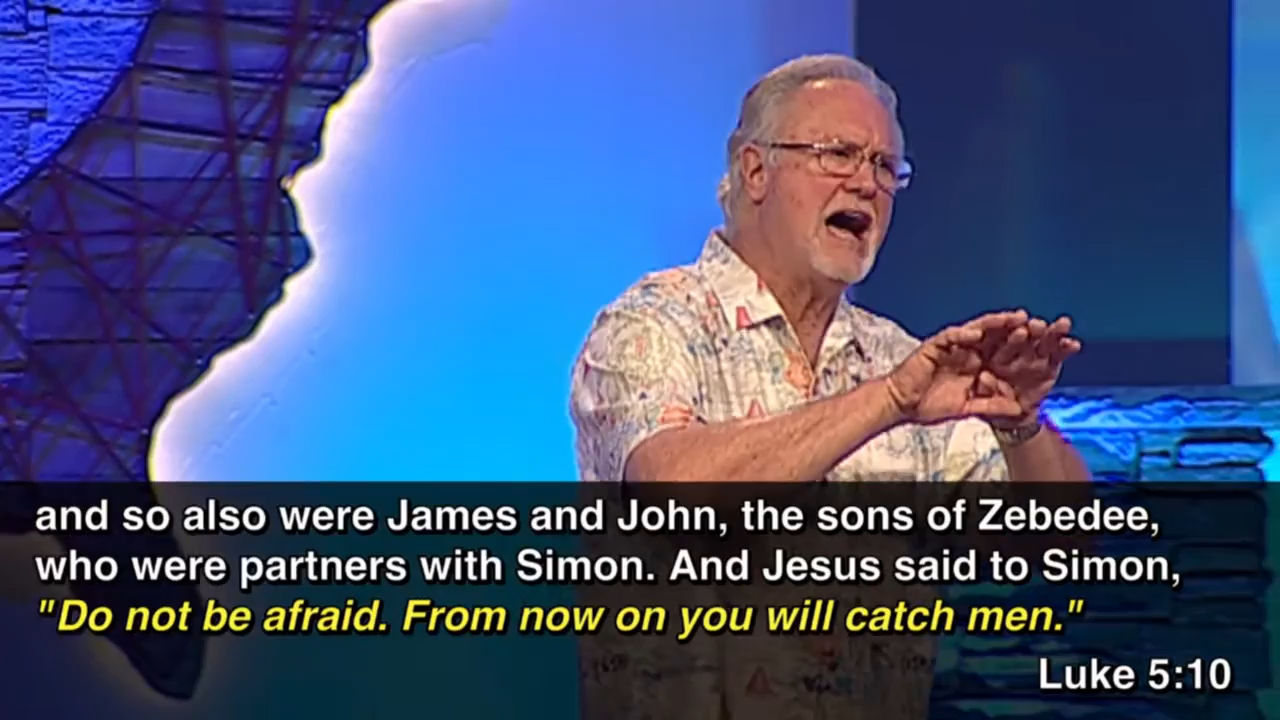 and so also were James and John, the sons of Zebedee,
who were partners with Simon. And Jesus said to Simon,
"Do not be afraid. From now on you will catch men."
Luke 5:10